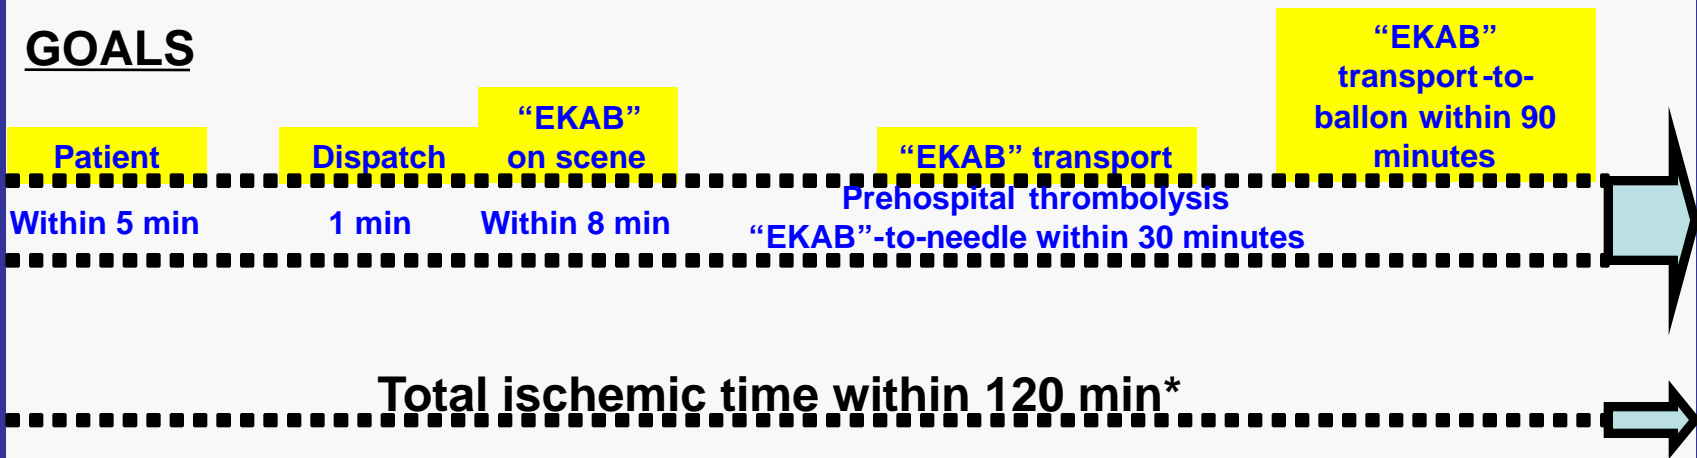 GOALS
Patient
Dispatch
“EKAB”
on scene
“EKAB” transport
“EKAB”
transport-to-
ballon within 90
minutes
Within 5 min
1 min
Within 8 min
Prehospital thrombolysis
“EKAB”-to-needle within 30 minutes
Total ischemic time within 120 min*